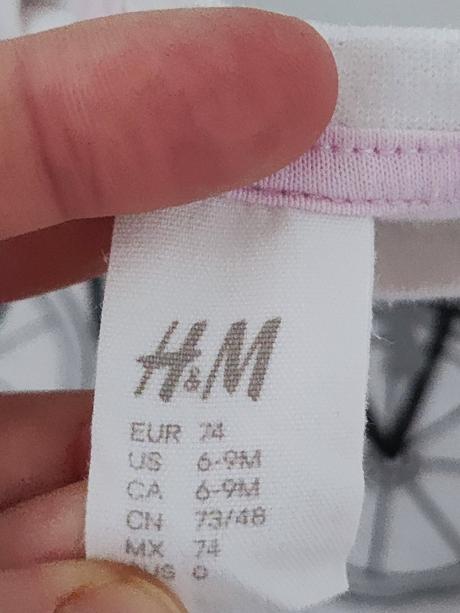 H&M
EUR 74
US 6-9M
CA 6-9M
CN 73/48
MX 74